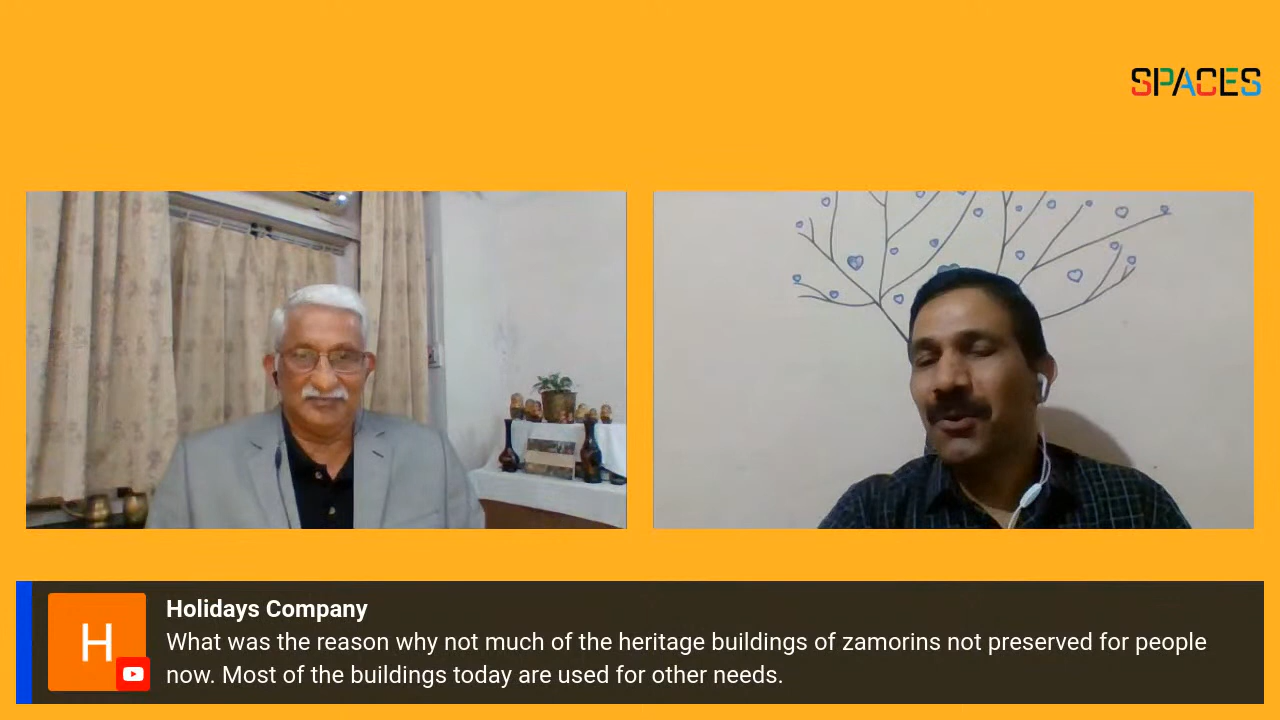 SPACES
H
Holidays Company
What was the reason why not much of the heritage buildings of zamorins not preserved for people
now. Most of the buildings today are used for other needs.